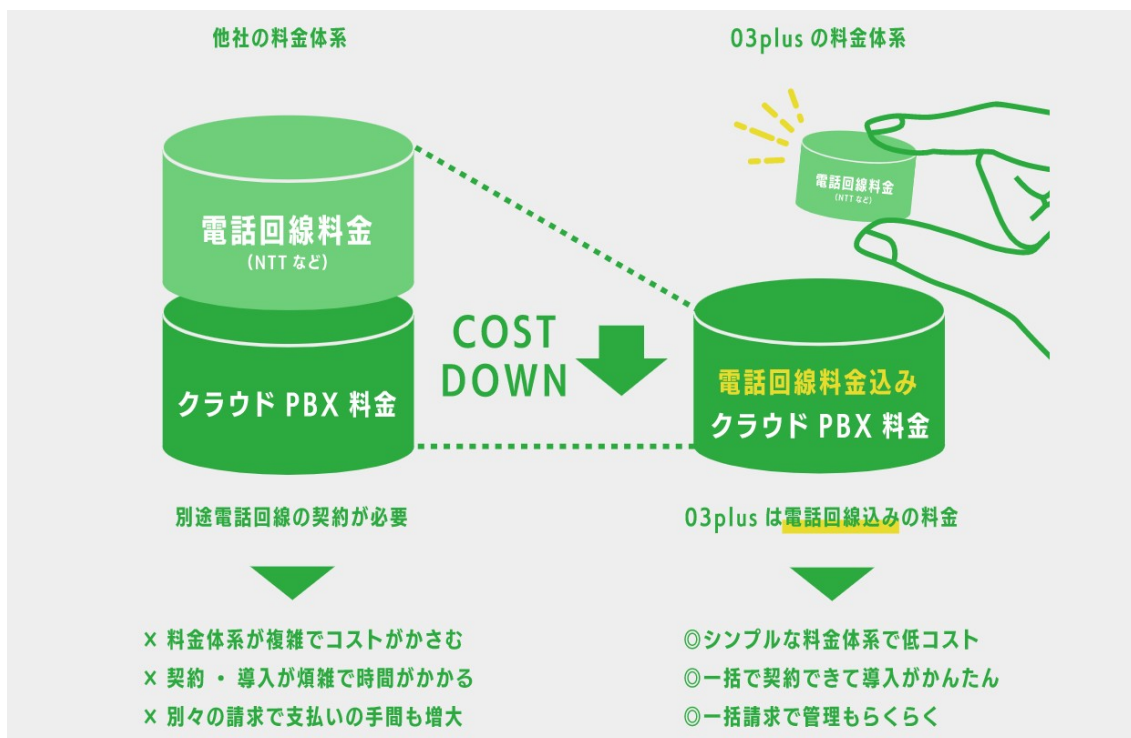 他社の料金体系
03plus の料金体系
電話回線料金
(NTT など)
クラウド PBX 料金
COST
DOWN
電話回線料金
(NTT など)
電話回線料金込み
クラウド PBX 料金
別途電話回線の契約が必要
03plus は電話回線込みの料金
× 料金体系が複雑でコストがかさむ
× 契約 ・ 導入が煩雑で時間がかかる
× 別々の請求で支払いの手間も増大
◎シンプルな料金体系で低コスト
◎一括で契約できて導入がかんたん
◎一括請求で管理もらくらく